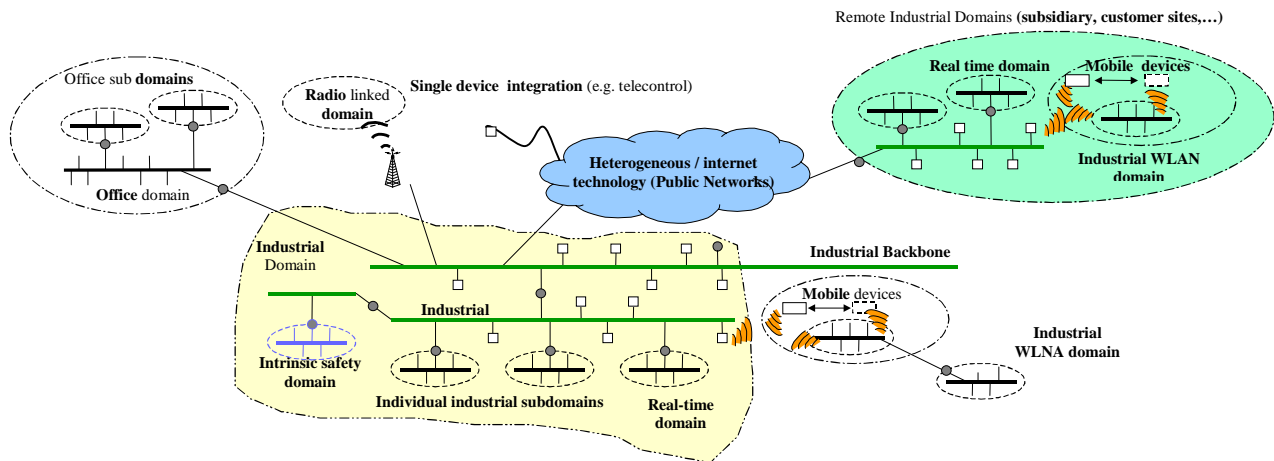 Remote Industrial Domains (subsidiary, customer sites,…)
Office sub domains
Radio linked
domain
Single device integration (e.g. telecontrol)
Real time domain
Mobile devices
Heterogeneous / internet
technology (Public Networks)
Industrial WLAN
domain
Office domain
Industrial
Domain
Industrial Backbone
Industrial
Mobile devices
Intrinsic safety
domain
Individual industrial subdomains
Real-time
domain
Industrial
WLNA domain